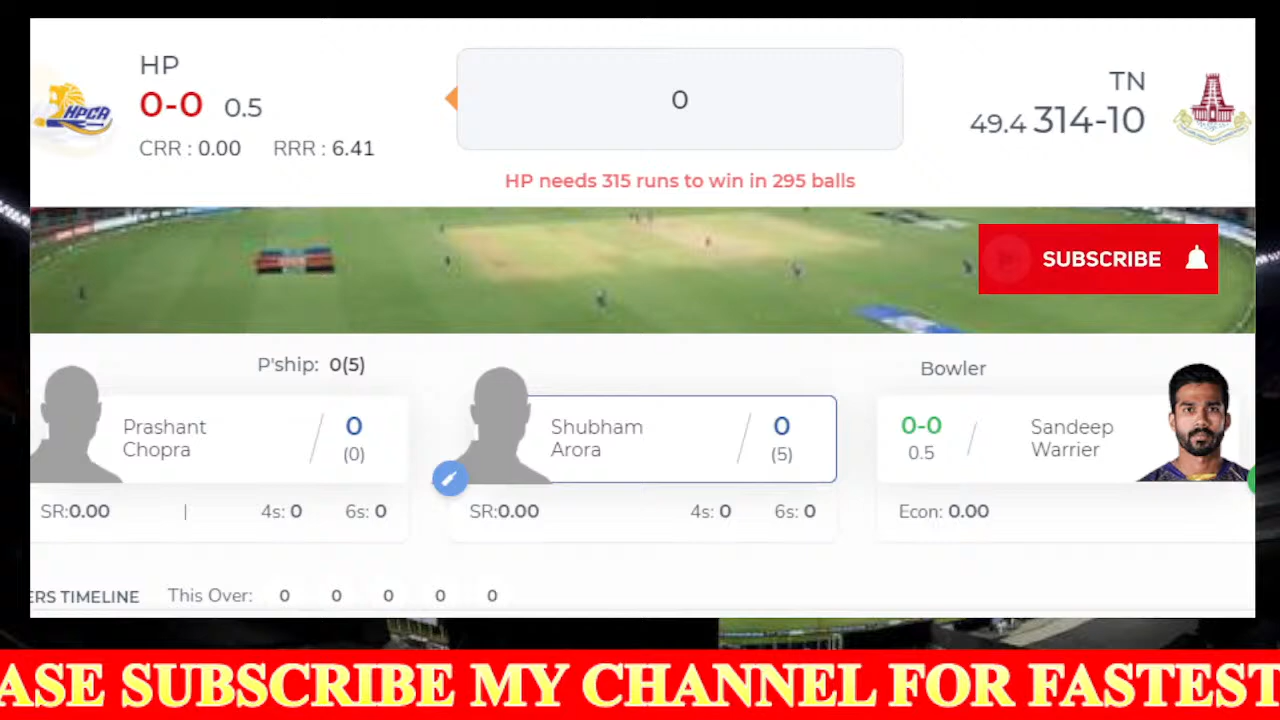 HP
0-0 0.5
CRR : 0.00 RRR : 6.41
HPCA
0
HP needs 315 runs to win in 295 balls
TN
49.4 314-10
SUBSCRIBE
P'ship: 0(5)
Prashant
Chopra
0
(0)
SR:0.00 | 4s: 0 6s: 0
Shubham
Arora
0
(5)
SR:0.00 4s: 0 6s: 0
Bowler
0-0
0.5
Sandeep
Warrier
Econ: 0.00
ERS TIMELINE This Over: 0 0 0 0 0
ASE SUBSCRIBE MY CHANNEL FOR FASTEST